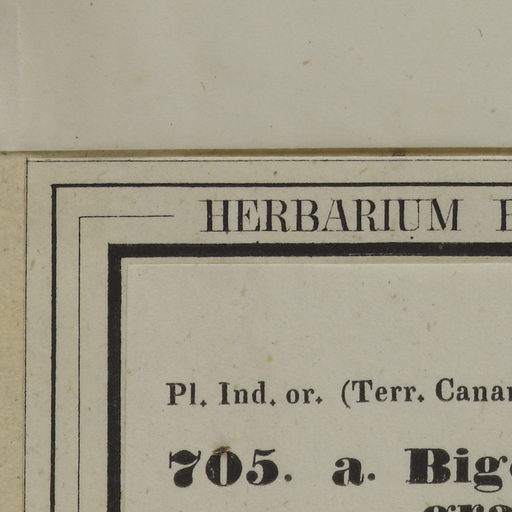 HERBARIUM
Pl. Ind. or. (Terr.
705. a.